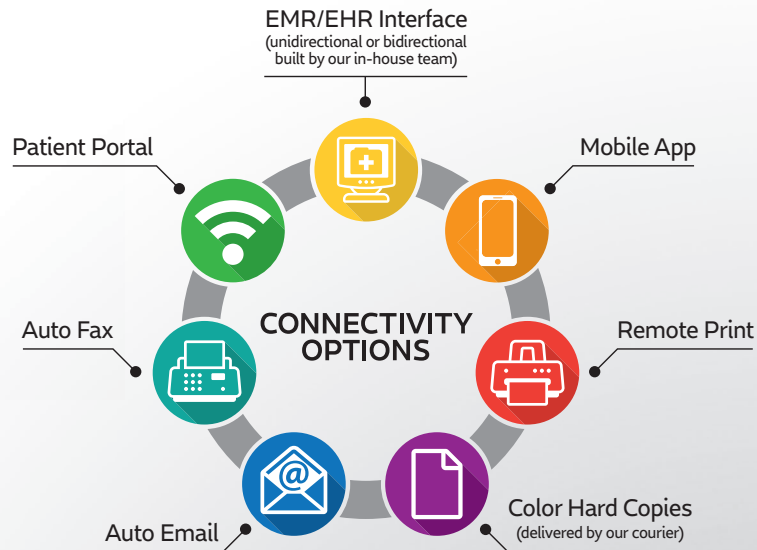 EMR/EHR Interface
(unidirectional or bidirectional
built by our in-house team)
Patient Portal
Mobile App
CONNECTIVITY
OPTIONS
Auto Fax
Remote Print
@
Auto Email
Color Hard Copies
(delivered by our courier)